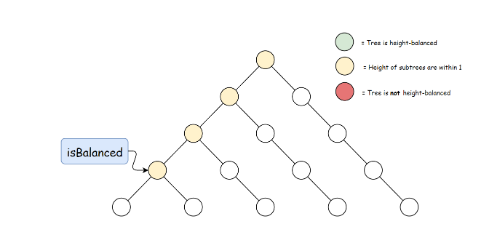 = Tree is height-balanced
= Height of subtrees are within 1
= Tree is not height-balanced
isBalanced